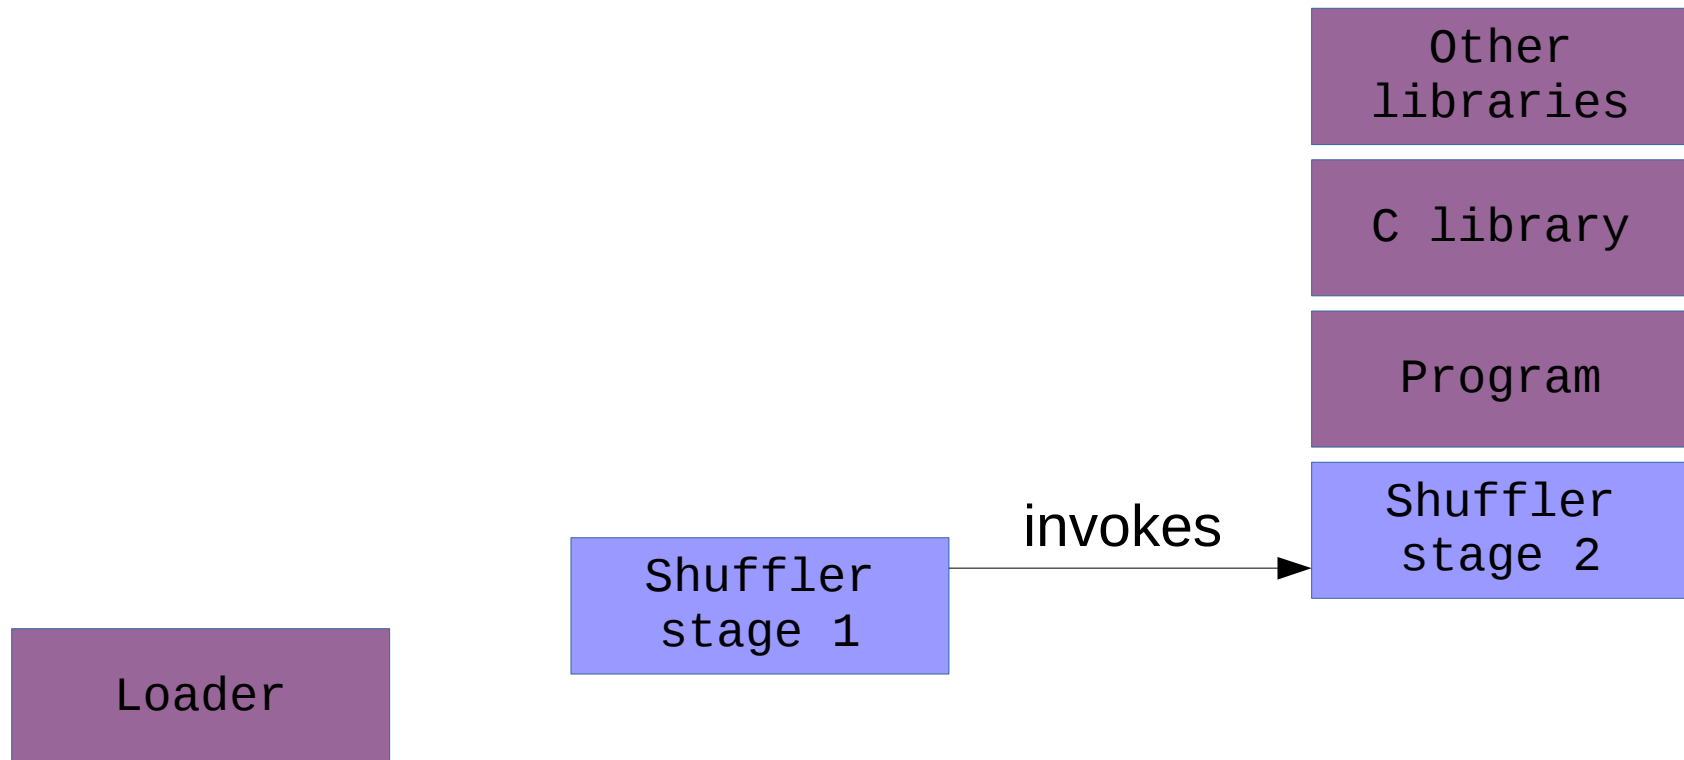 Other
libraries
C library
Program
Shuffler
stage 2
invokes
Shuffler
stage 1
Loader